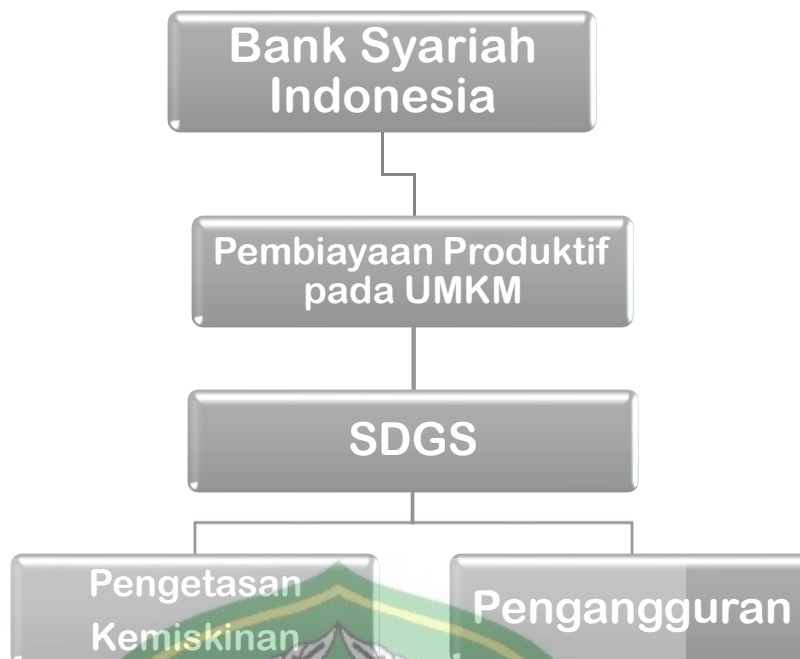 Bank Syariah
Indonesia
Pembiayaan Produktif
pada UMKM
SDGS
Pengetasan
Kemiskinan
Pengangguran